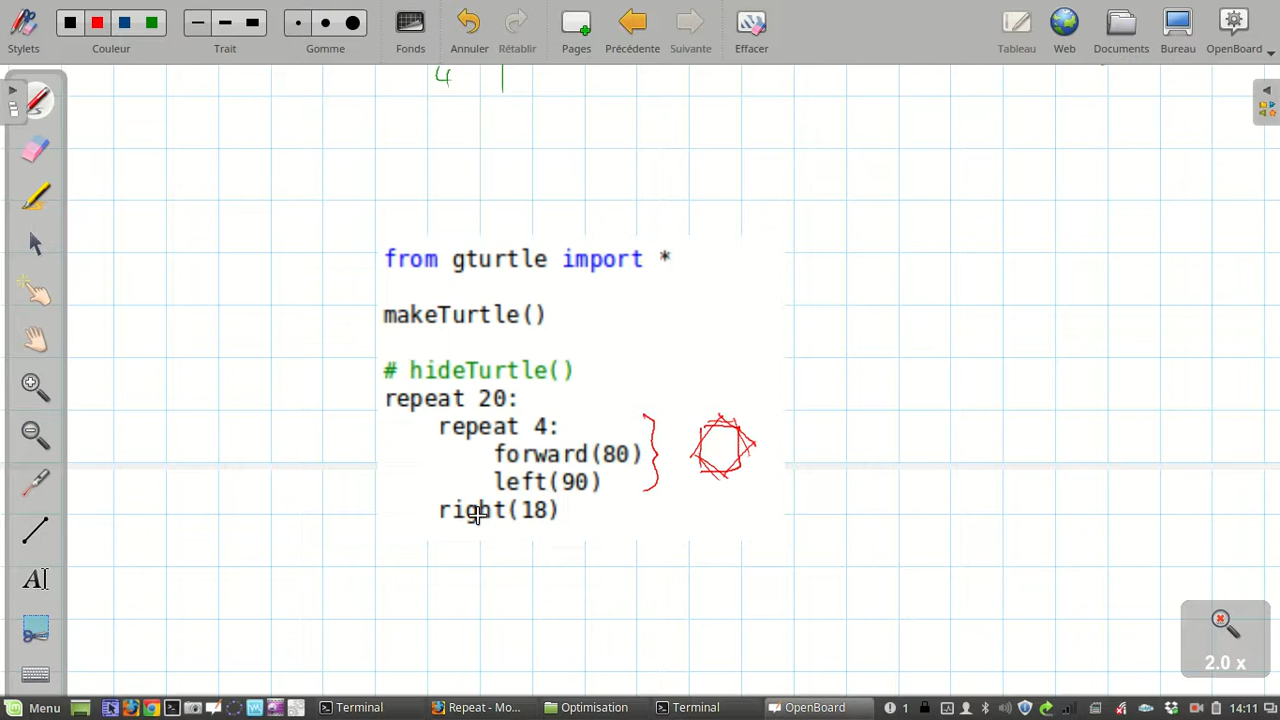 Stylets Couleur Trait Gomme Fonds Annuler Rétablir Pages Précédente Suivante Effacer Tableau Web Documents Bureau OpenBoard
4
from gturtle import *
makeTurtle()
# hideTurtle()
repeat 20:
repeat 4:
forward(80)
left(90)
right(18)
A
2.0 x
Menu Terminal Repeat - Mo... Optimisation Terminal OpenBoard 1 14:11